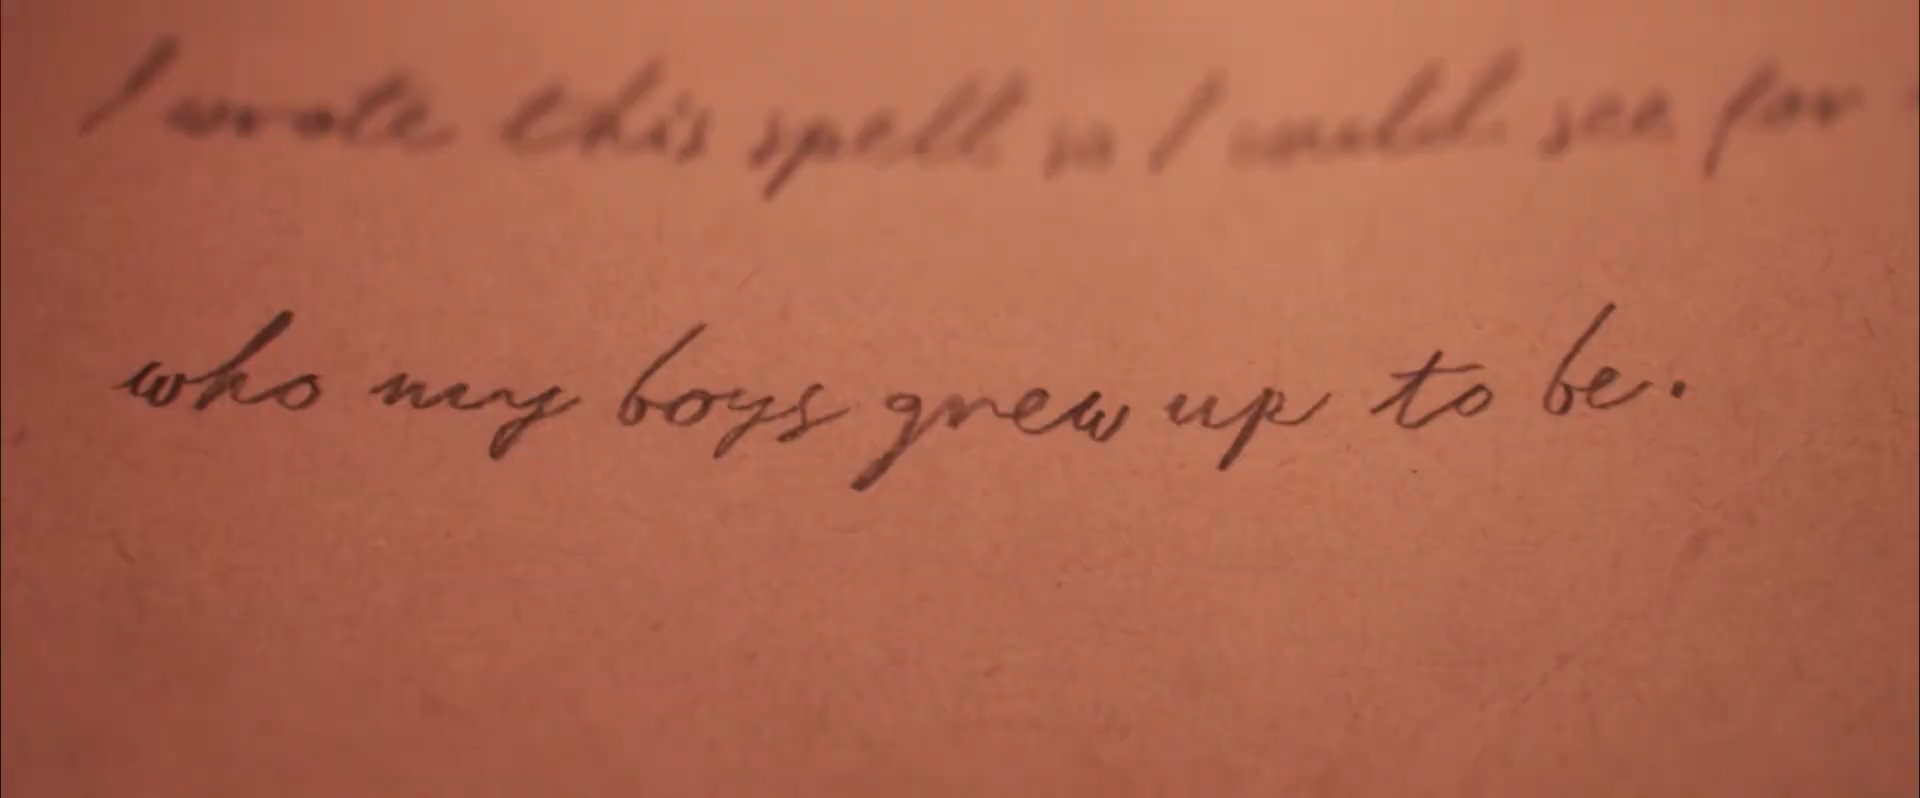 I wrote this spell so I could see for
who my boys grew up to be.